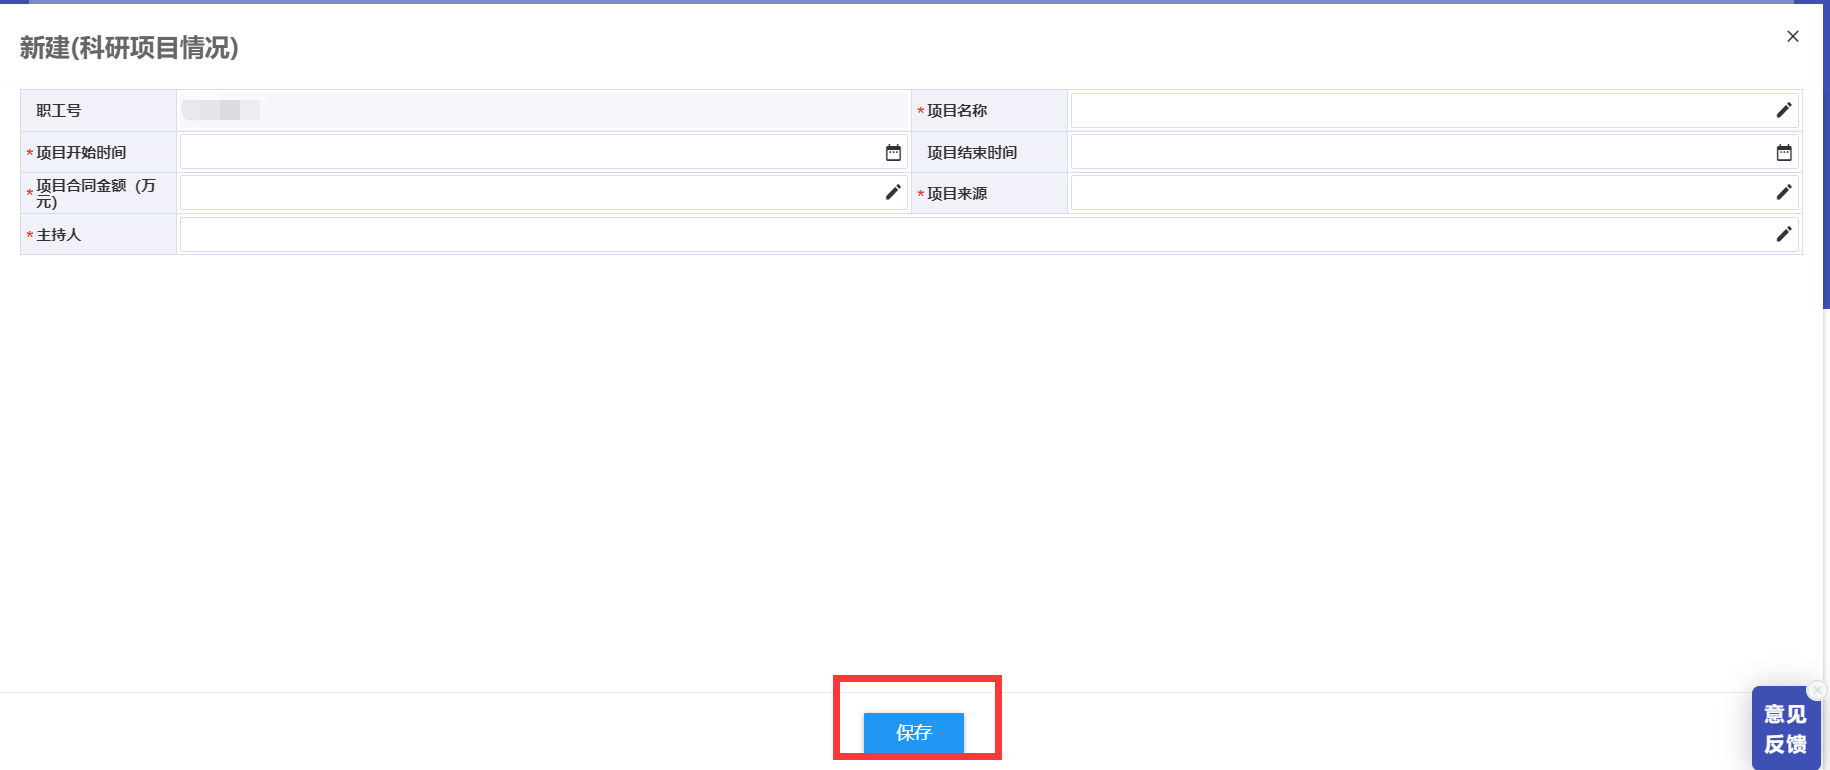 新建(科研项目情况)
职工号
*项目名称
*项目开始时间
项目结束时间
*项目合同金额（万
元）
*项目来源
*主持人
保存
意见
反馈